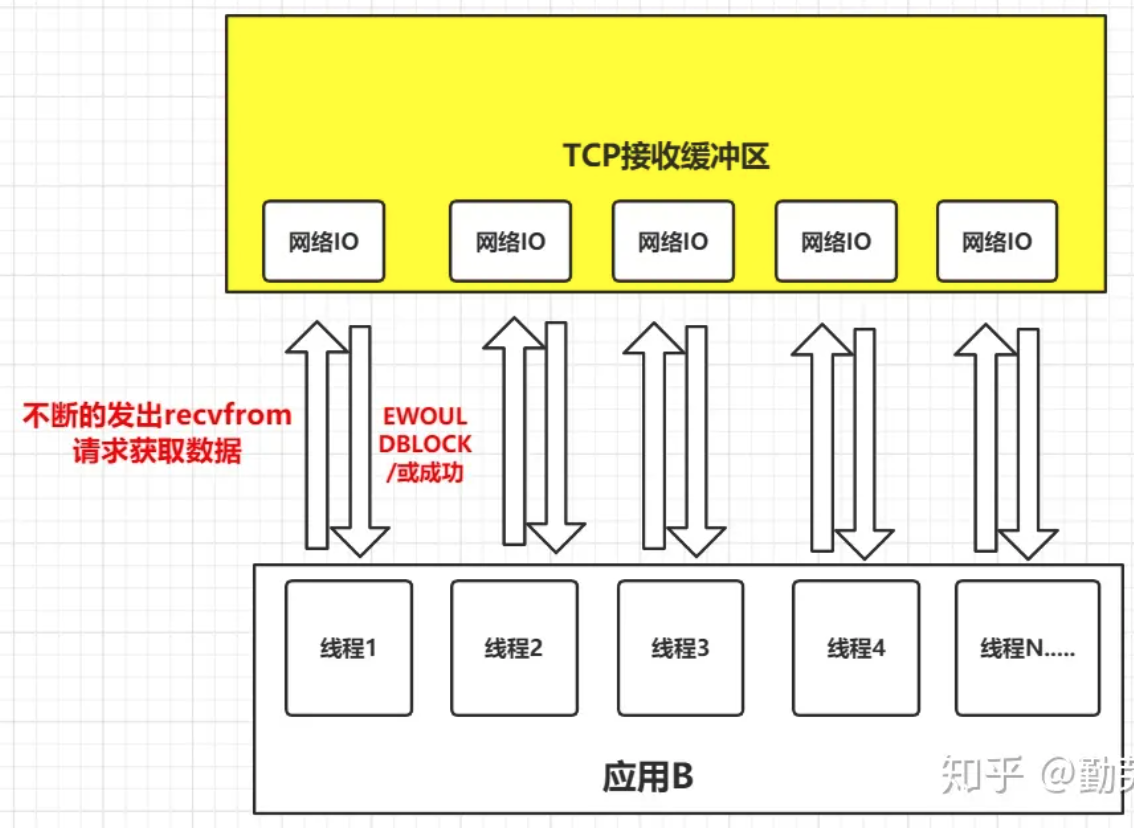 TCP接收缓冲区
网络IO
网络IO
网络IO
网络IO
网络IO
不断的发出recvfrom
请求获取数据
EWOUL
DBLOCK
/或成功
线程1
线程2
线程3
线程4
线程N.....
应用B
知乎 @勤